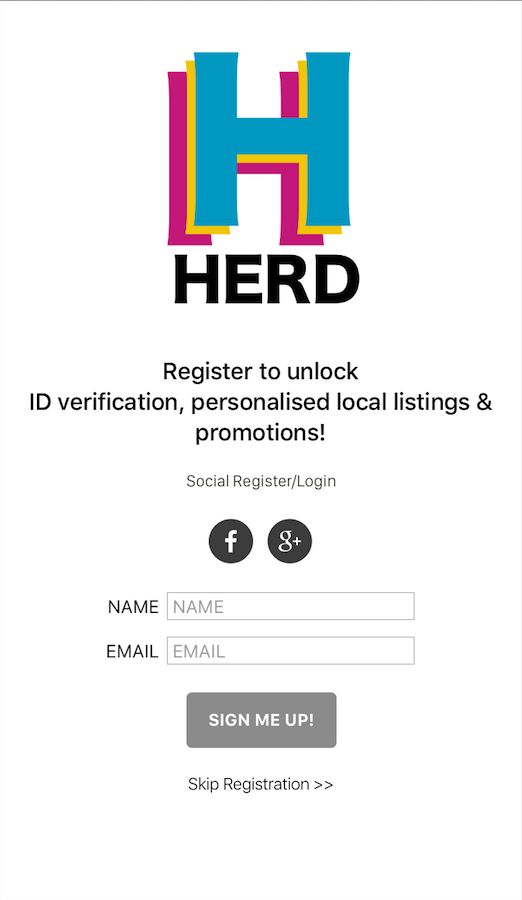 H
HERD
Register to unlock
ID verification, personalised local listings &
promotions!
Social Register/Login
f g+
NAME NAME
EMAIL EMAIL
SIGN ME UP!
Skip Registration >>